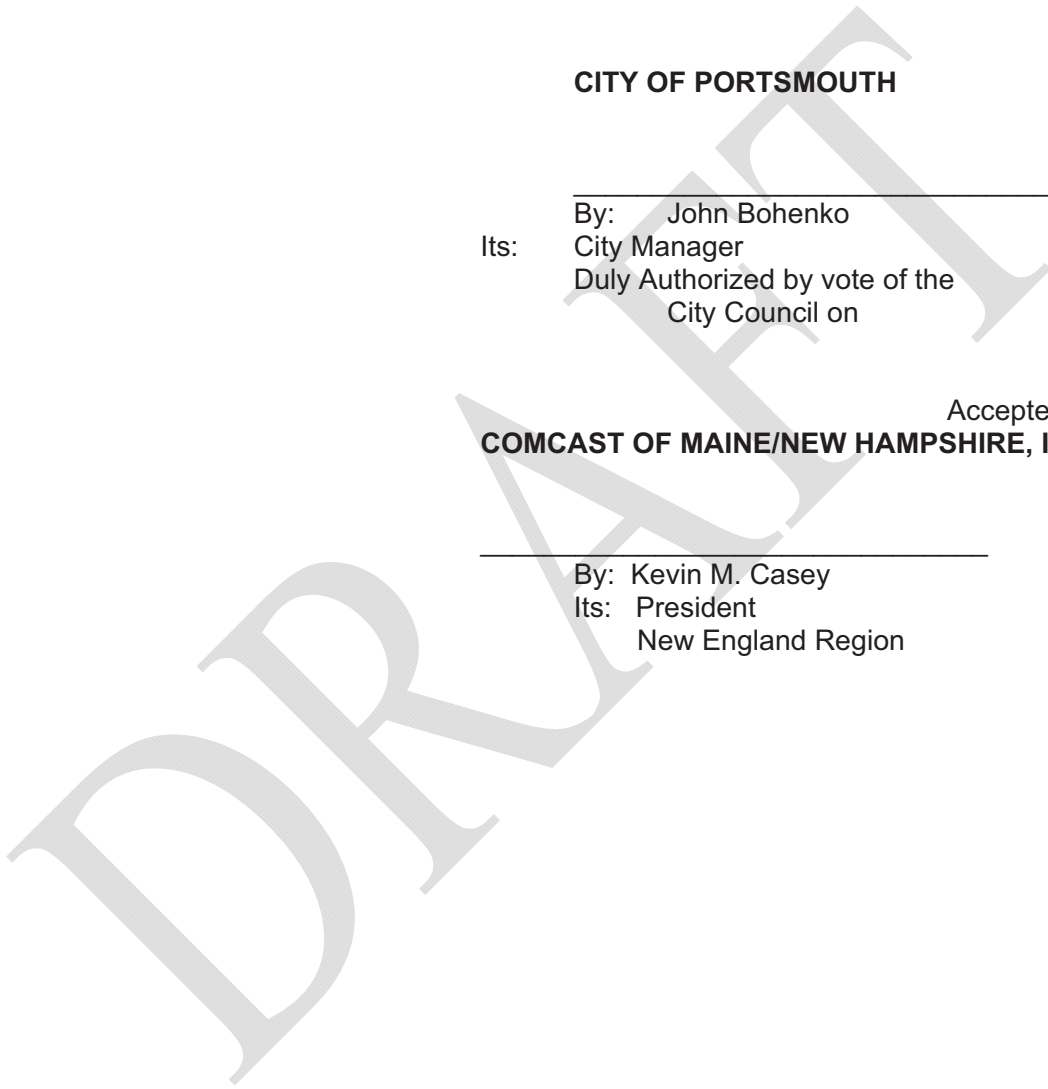 CITY OF PORTSMOUTH
By: John Bohenko
Its: City Manager
Duly Authorized by vote of the
City Council on
Accepte
COMCAST OF MAINE/NEW HAMPSHIRE, I
By: Kevin M. Casey
Its: President
New England Region
DRAFT